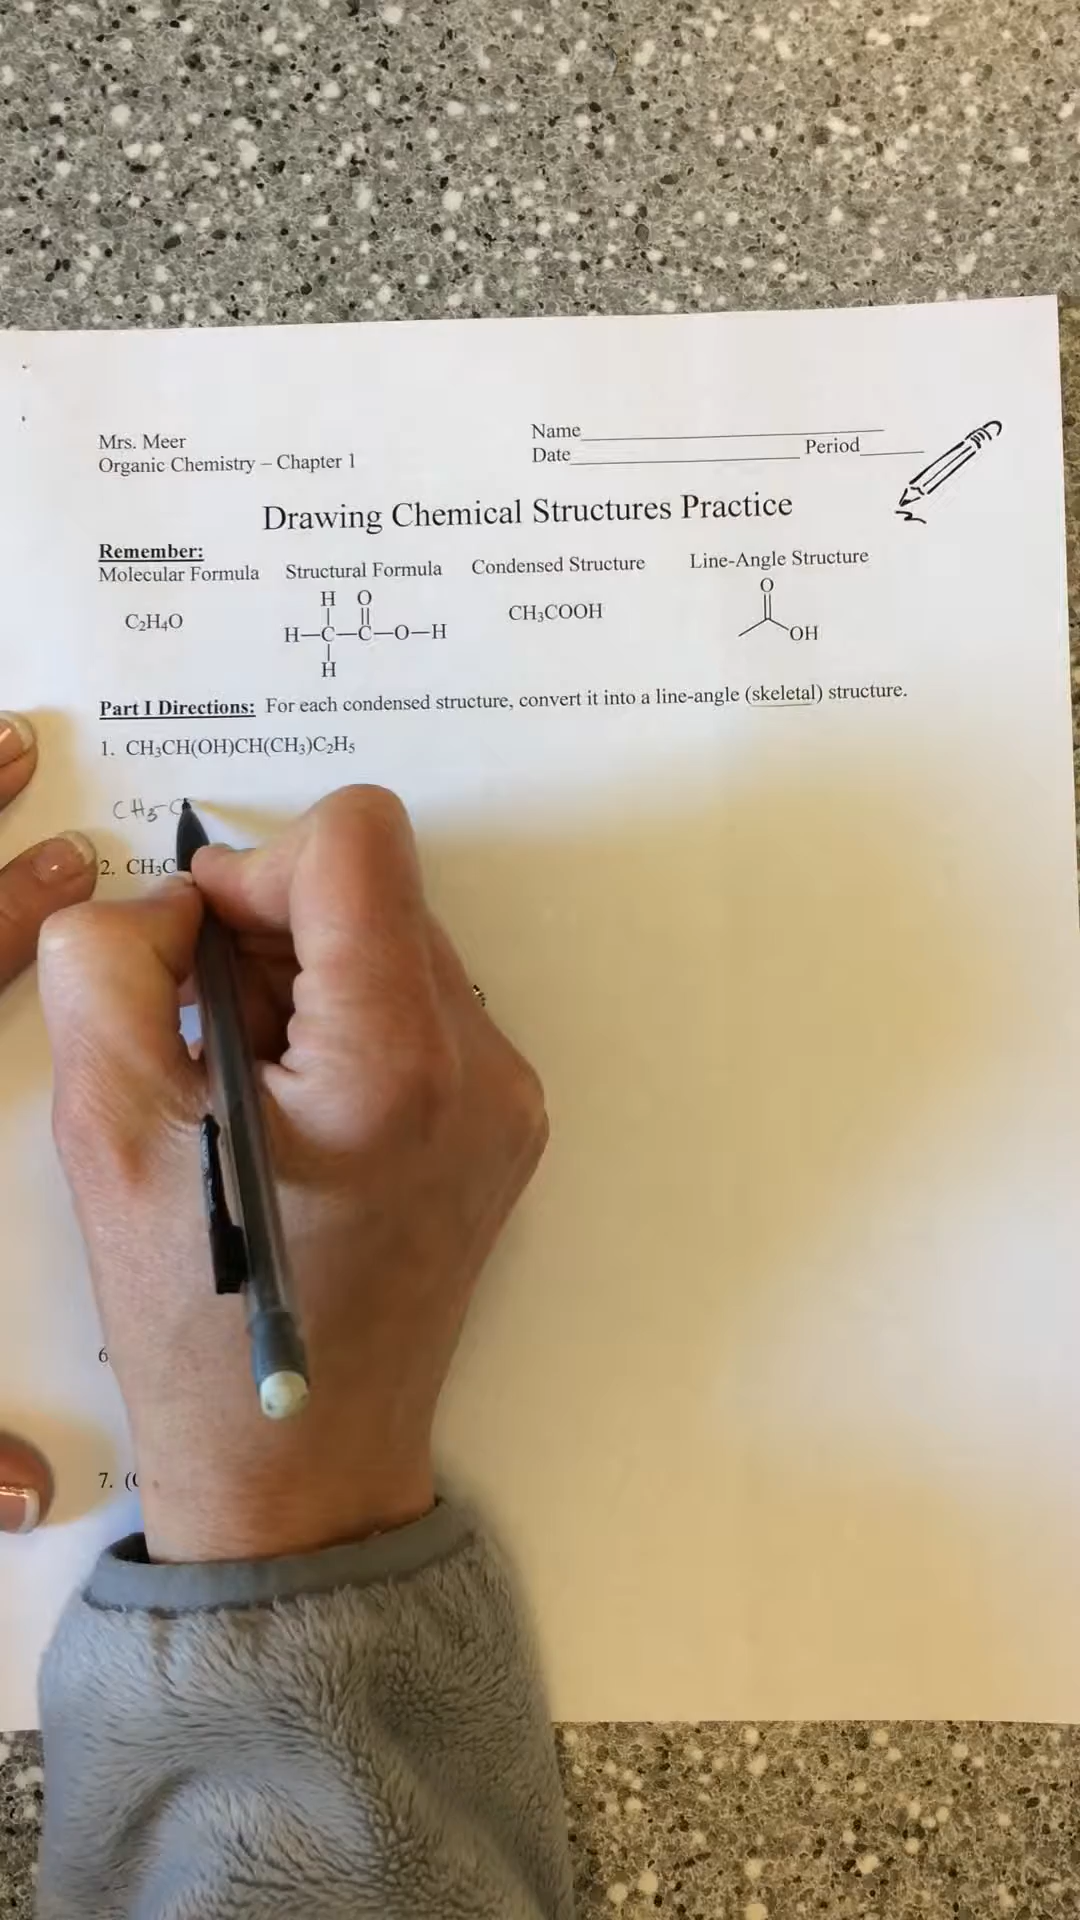 Mrs. Meer
Organic Chemistry – Chapter 1
Name
Date
Period
Drawing Chemical Structures Practice
Remember:
Molecular Formula Structural Formula Condensed Structure Line-Angle Structure
C₂H₄O
H O
H—C—C—O—H
H
CH₃COOH
O
OH
Part I Directions: For each condensed structure, convert it into a line-angle (skeletal) structure.
1. CH₃CH(OH)CH(CH₃)C₂H₅
CH₃-C
2. CH₃C
6
7. (